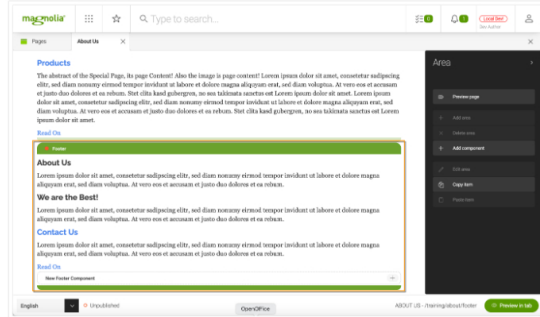 magnolia
Type to search...
Pages
About Us
Products
The abstract of the Special Page, its page Content! Also the image is page content! Lorem ipsum dolor sit amet, consetetur sadipscing
elitr, sed diam nonumy eirmod tempor invidunt ut labore et dolore magna aliquyam erat, sed diam voluptua. At vero eos et accusam
et justo duo dolores et ea rebum. Stet clita kasd gubergren, no sea takimata sanctus est Lorem ipsum dolor sit amet. Lorem ipsum
dolor sit amet, consetetur sadipscing elitr, sed diam nonumy eirmod tempor invidunt ut labore et dolore magna aliquyam erat, sed
diam voluptua. At vero eos et accusam et justo duo dolores et ea rebum. Stet clita kasd gubergren, no sea takimata sanctus est Lorem
ipsum dolor sit amet.
Read On
Footer
About Us
Lorem ipsum dolor sit amet, consetetur sadipscing elitr, sed diam nonumy eirmod tempor invidunt ut labore et dolore magna
aliquyam erat, sed diam voluptua. At vero eos et accusam et justo duo dolores et ea rebum.
We are the Best!
Lorem ipsum dolor sit amet, consetetur sadipscing elitr, sed diam nonumy eirmod tempor invidunt ut labore et dolore magna
aliquyam erat, sed diam voluptua. At vero eos et accusam et justo duo dolores et ea rebum.
Contact Us
Lorem ipsum dolor sit amet, consetetur sadipscing elitr, sed diam nonumy eirmod tempor invidunt ut labore et dolore magna
aliquyam erat, sed diam voluptua. At vero eos et accusam et justo duo dolores et ea rebum.
Read On
New Footer Component
Area
Preview page
Add area
Delete area
Add component
Edit area
Copy item
Paste item
English
Unpublished
OpenOffice
ABOUT US - /training/about/footer
Preview in tab